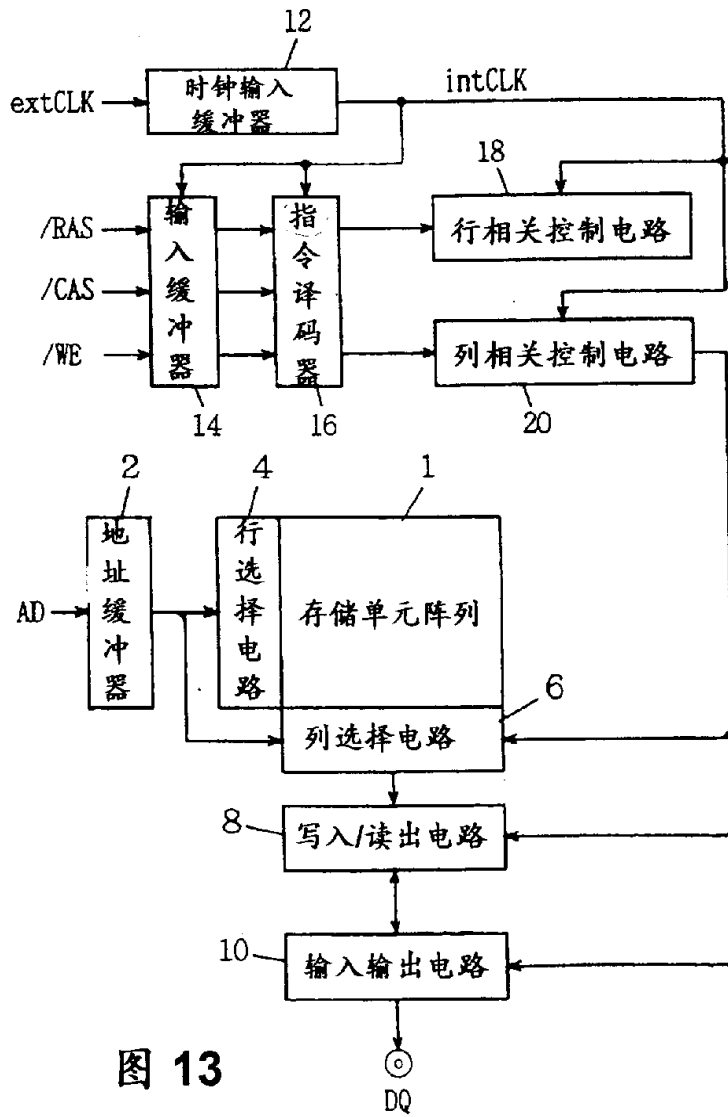 12
extCLK
时钟输入
缓冲器
intCLK
18
/RAS
/CAS
/WE
输入缓冲器
指令译码器
行相关控制电路
列相关控制电路
14
16
20
2
4
1
AD
地址缓冲器
行选择电路
存储单元阵列
6
列选择电路
8
写入/读出电路
10
输入输出电路
图 13
DQ